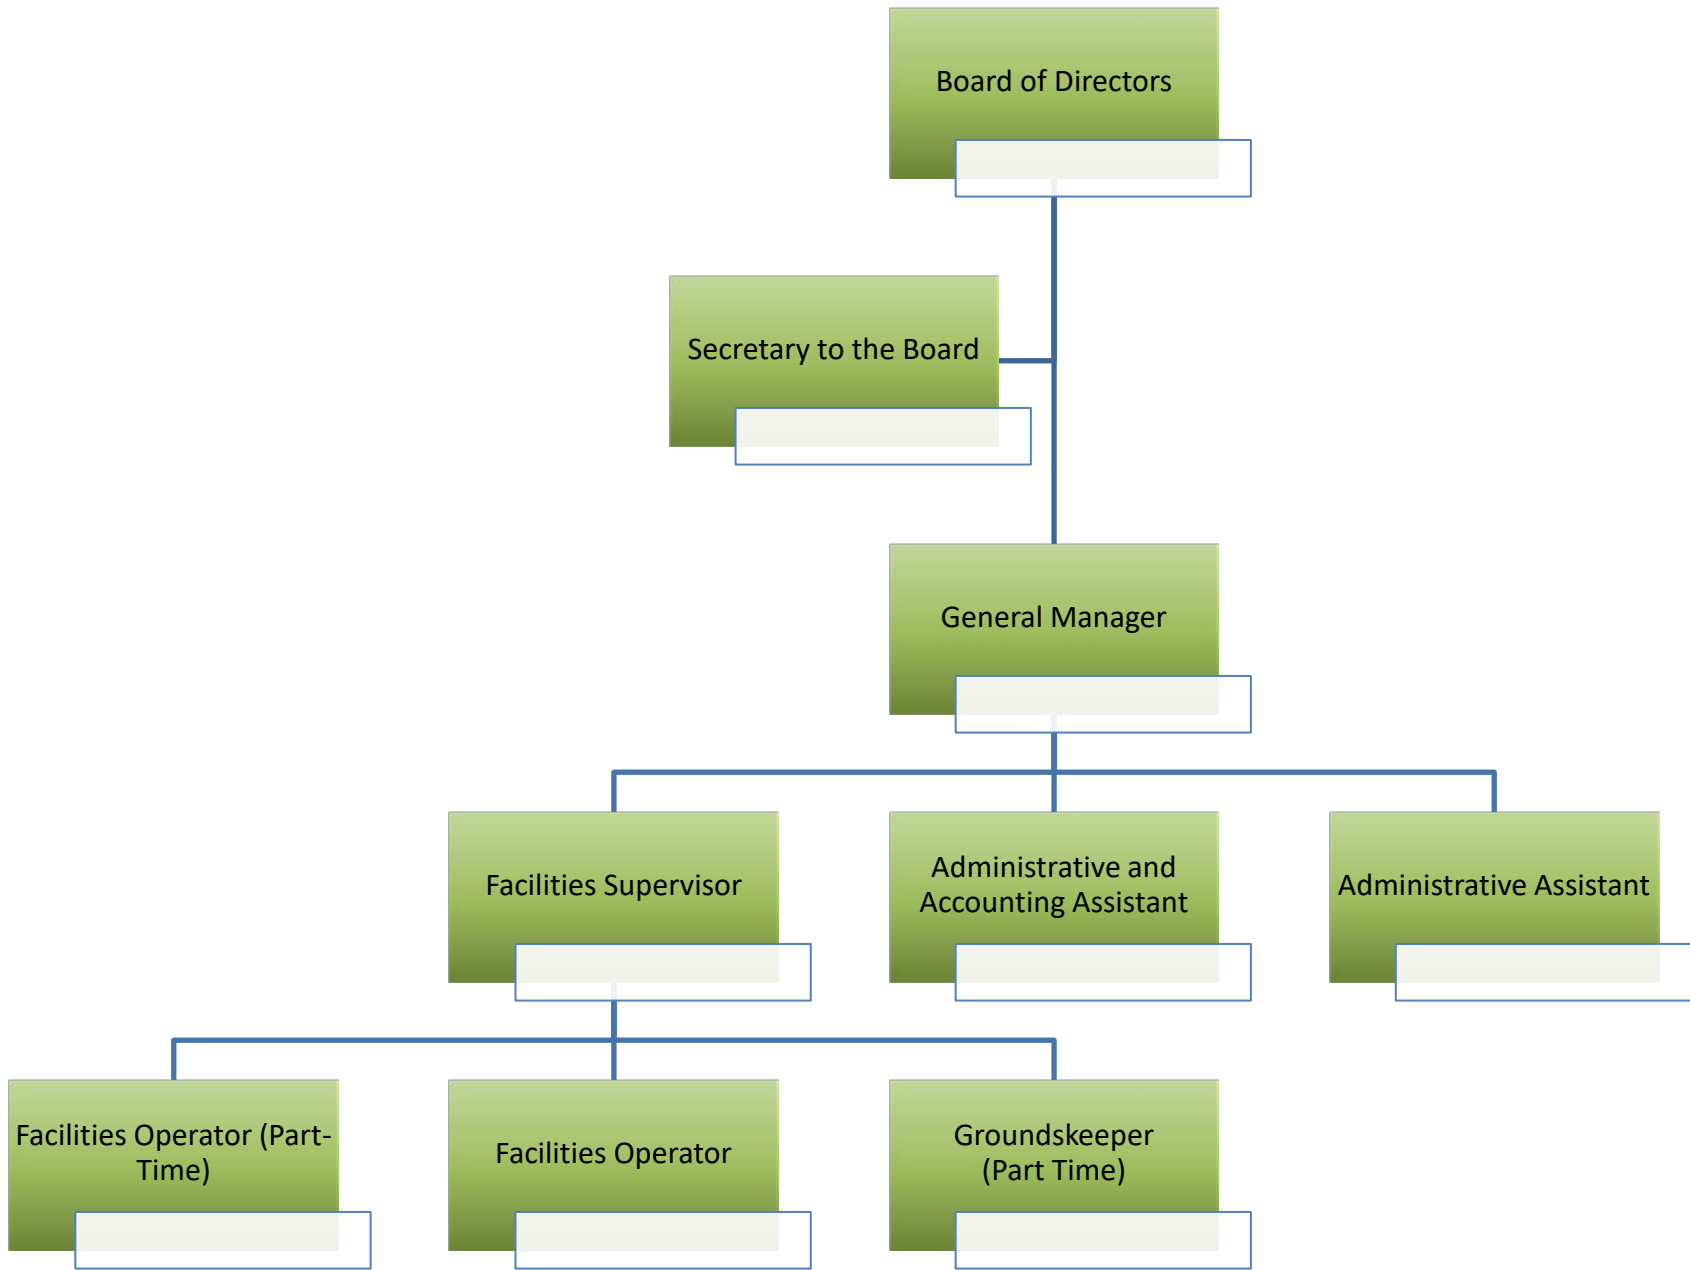 Board of Directors
Secretary to the Board
General Manager
Facilities Supervisor
Administrative and
Accounting Assistant
Administrative Assistant
Facilities Operator (Part-
Time)
Facilities Operator
Groundskeeper
(Part Time)